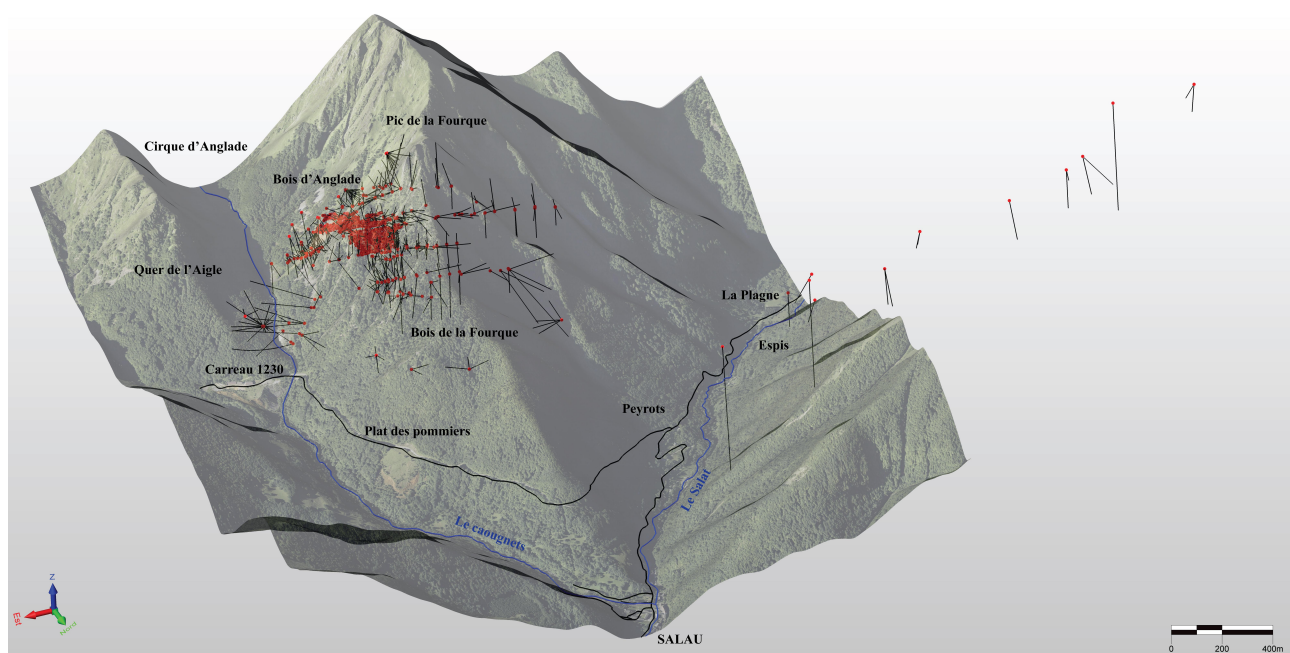 Pic de la Fourque
Cirque d'Anglade
Bois d'Anglade
Quer de l'Aigle
La Plagne
Bois de la Fourque
Espis
Carreau 1230
Peyrots
Plat des pommiers
Le Salat
Le caougnets
Z
Est
Nord
SALAU
0 200 400m